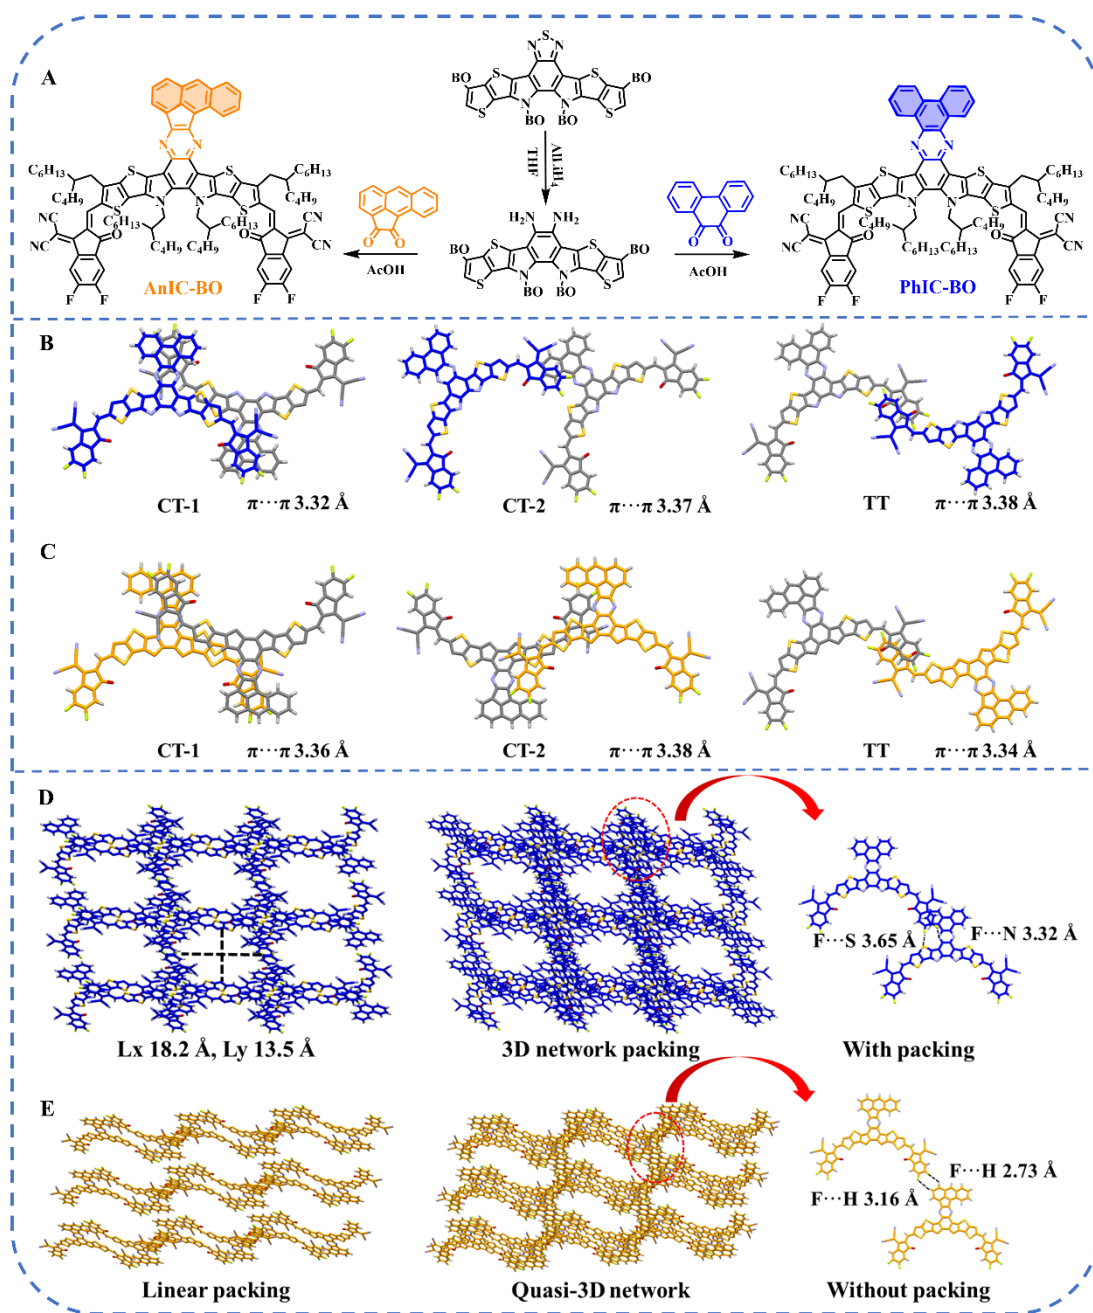 A
S
N N
BO S S BO
S N N S
BO BO
AlLiH4
THF
H2N NH2
BO S S BO
S N N S
BO BO
O O
AcOH
O O
AcOH
N N
C6H13 S S C6H13
C4H9 C4H9
S N N S
NC C6H13 C6H13 CN
NC O C4H9 C4H9 O CN
F F F F
AnIC-BO
N N
C6H13 S S C6H13
C4H9 C4H9
S N N S
NC C4H9 C4H9 CN
NC O C6H13 C6H13 O CN
F F F F
PhIC-BO
B
CT-1 π···π 3.32 Å
CT-2 π···π 3.37 Å
TT π···π 3.38 Å
C
CT-1 π···π 3.36 Å
CT-2 π···π 3.38 Å
TT π···π 3.34 Å
D
F···S 3.65 Å
F···N 3.32 Å
Lx 18.2 Å, Ly 13.5 Å
3D network packing
With packing
E
F···H 2.73 Å
F···H 3.16 Å
Linear packing
Quasi-3D network
Without packing